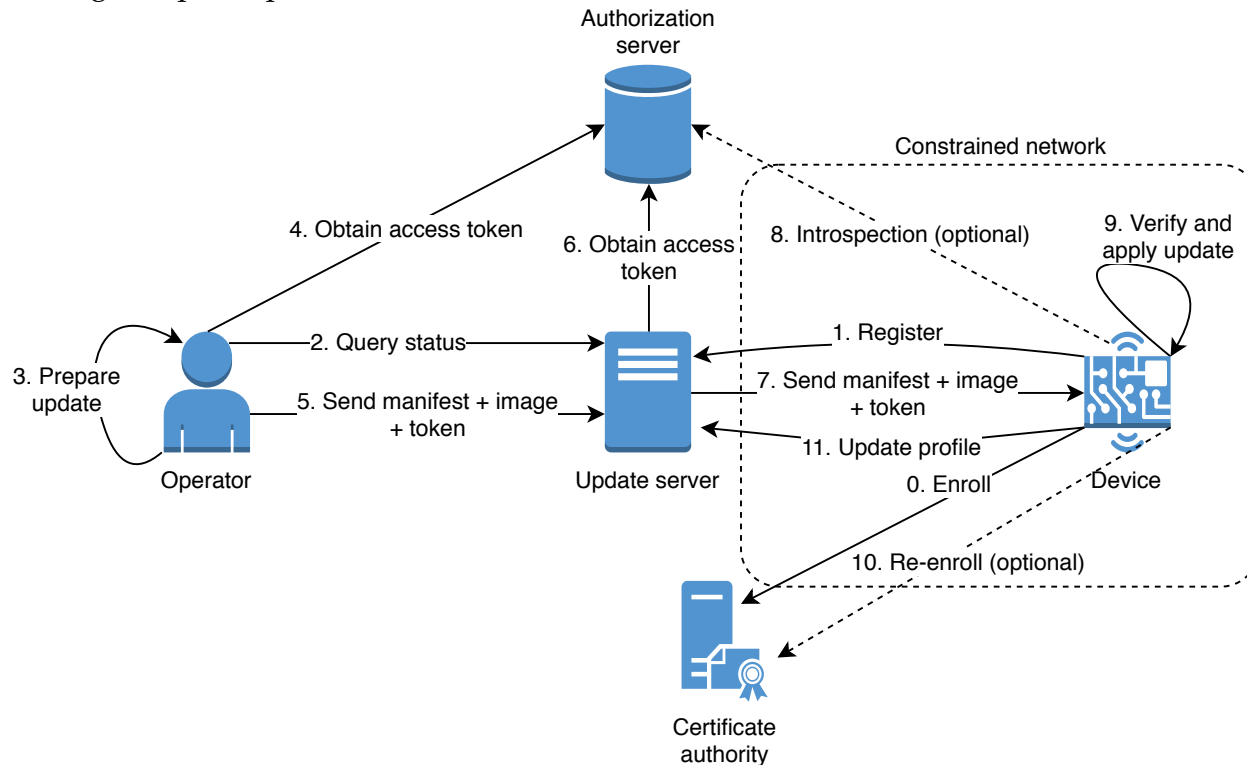 Authorization
server
Constrained network
4. Obtain access token
6. Obtain access
token
8. Introspection (optional)
9. Verify and
apply update
1. Register
2. Query status
3. Prepare
update
5. Send manifest + image
+ token
7. Send manifest + image
+ token
11. Update profile
Operator
Update server
0. Enroll
Device
10. Re-enroll (optional)
Certificate
authority